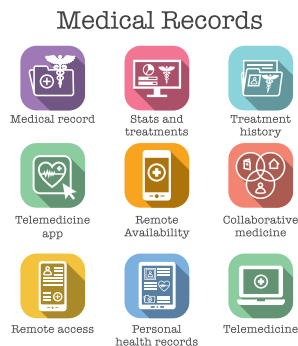 Medical Records
Medical record
Stats and
treatments
Treatment
history
Telemedicine
app
Remote
Availability
Collaborative
medicine
Remote access
Personal
health records
Telemedicine